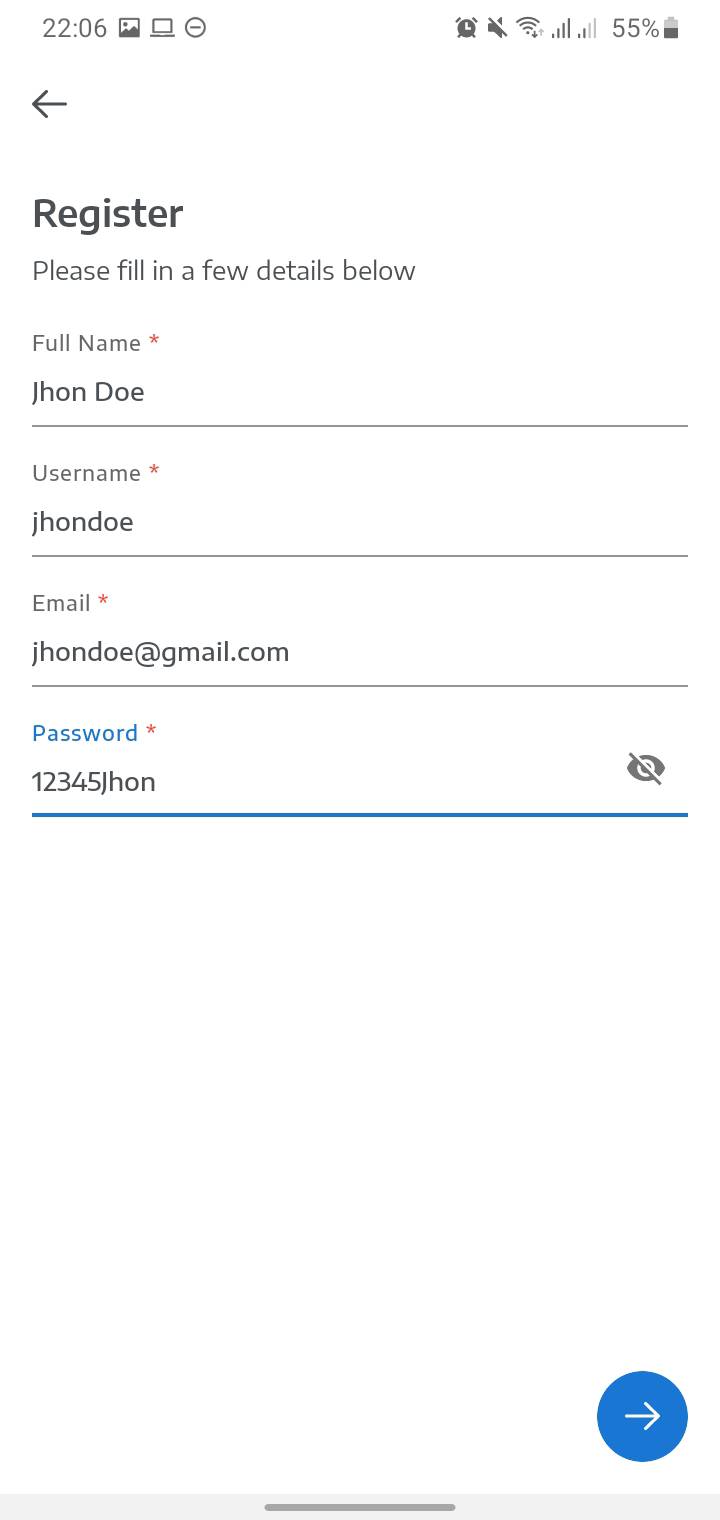 22:06 55%
Register
Please fill in a few details below
Full Name *
Jhon Doe
Username *
jhondoe
Email *
jhondoe@gmail.com
Password *
12345Jhon